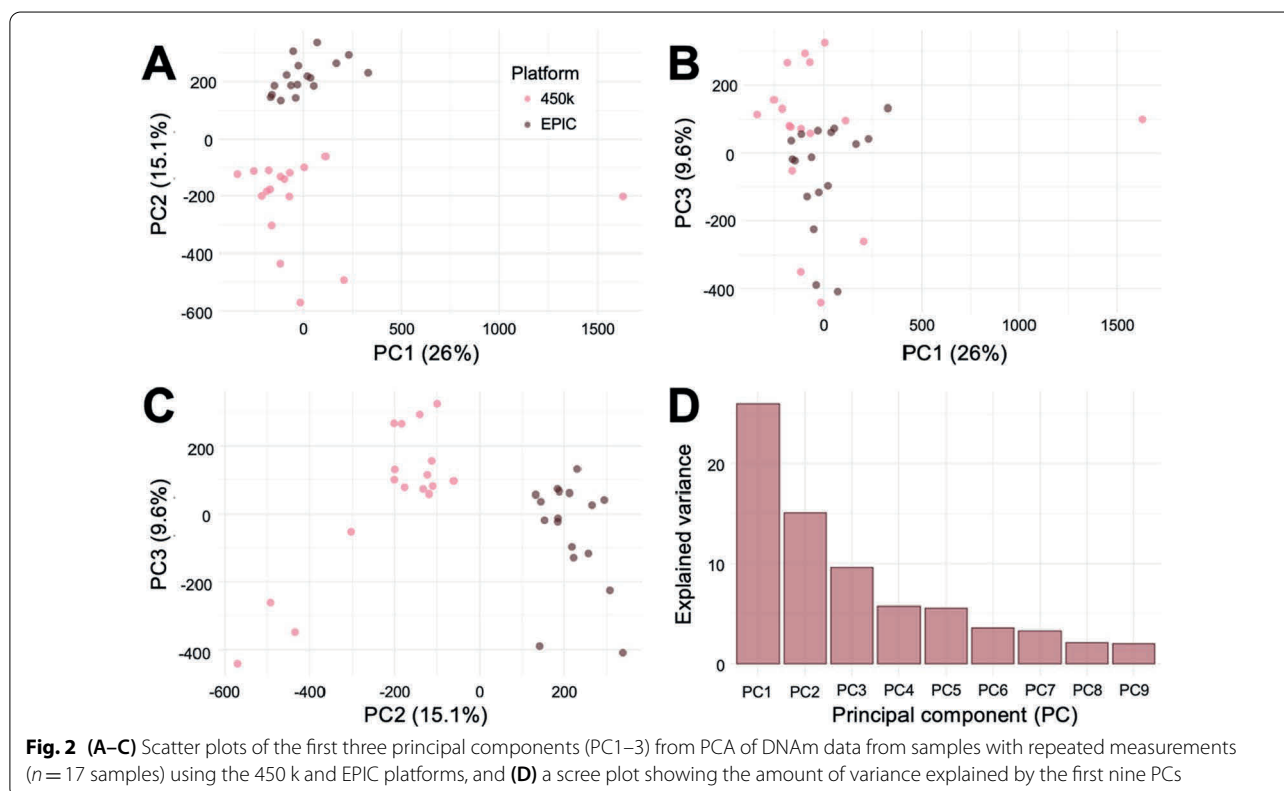 A
PC2 (15.1%)
200
0
-200
-400
-600
0
500
1000
1500
PC1 (26%)
Platform
450k
EPIC
B
PC3 (9.6%)
200
0
-200
-400
0
500
1000
1500
PC1 (26%)
C
PC3 (9.6%)
200
0
-200
-400
-600
-400
-200
0
200
PC2 (15.1%)
D
Explained variance
20
10
0
PC1 PC2 PC3 PC4 PC5 PC6 PC7 PC8 PC9
Principal component (PC)
Fig. 2 (A–C) Scatter plots of the first three principal components (PC1–3) from PCA of DNAm data from samples with repeated measurements
(n = 17 samples) using the 450 k and EPIC platforms, and (D) a scree plot showing the amount of variance explained by the first nine PCs